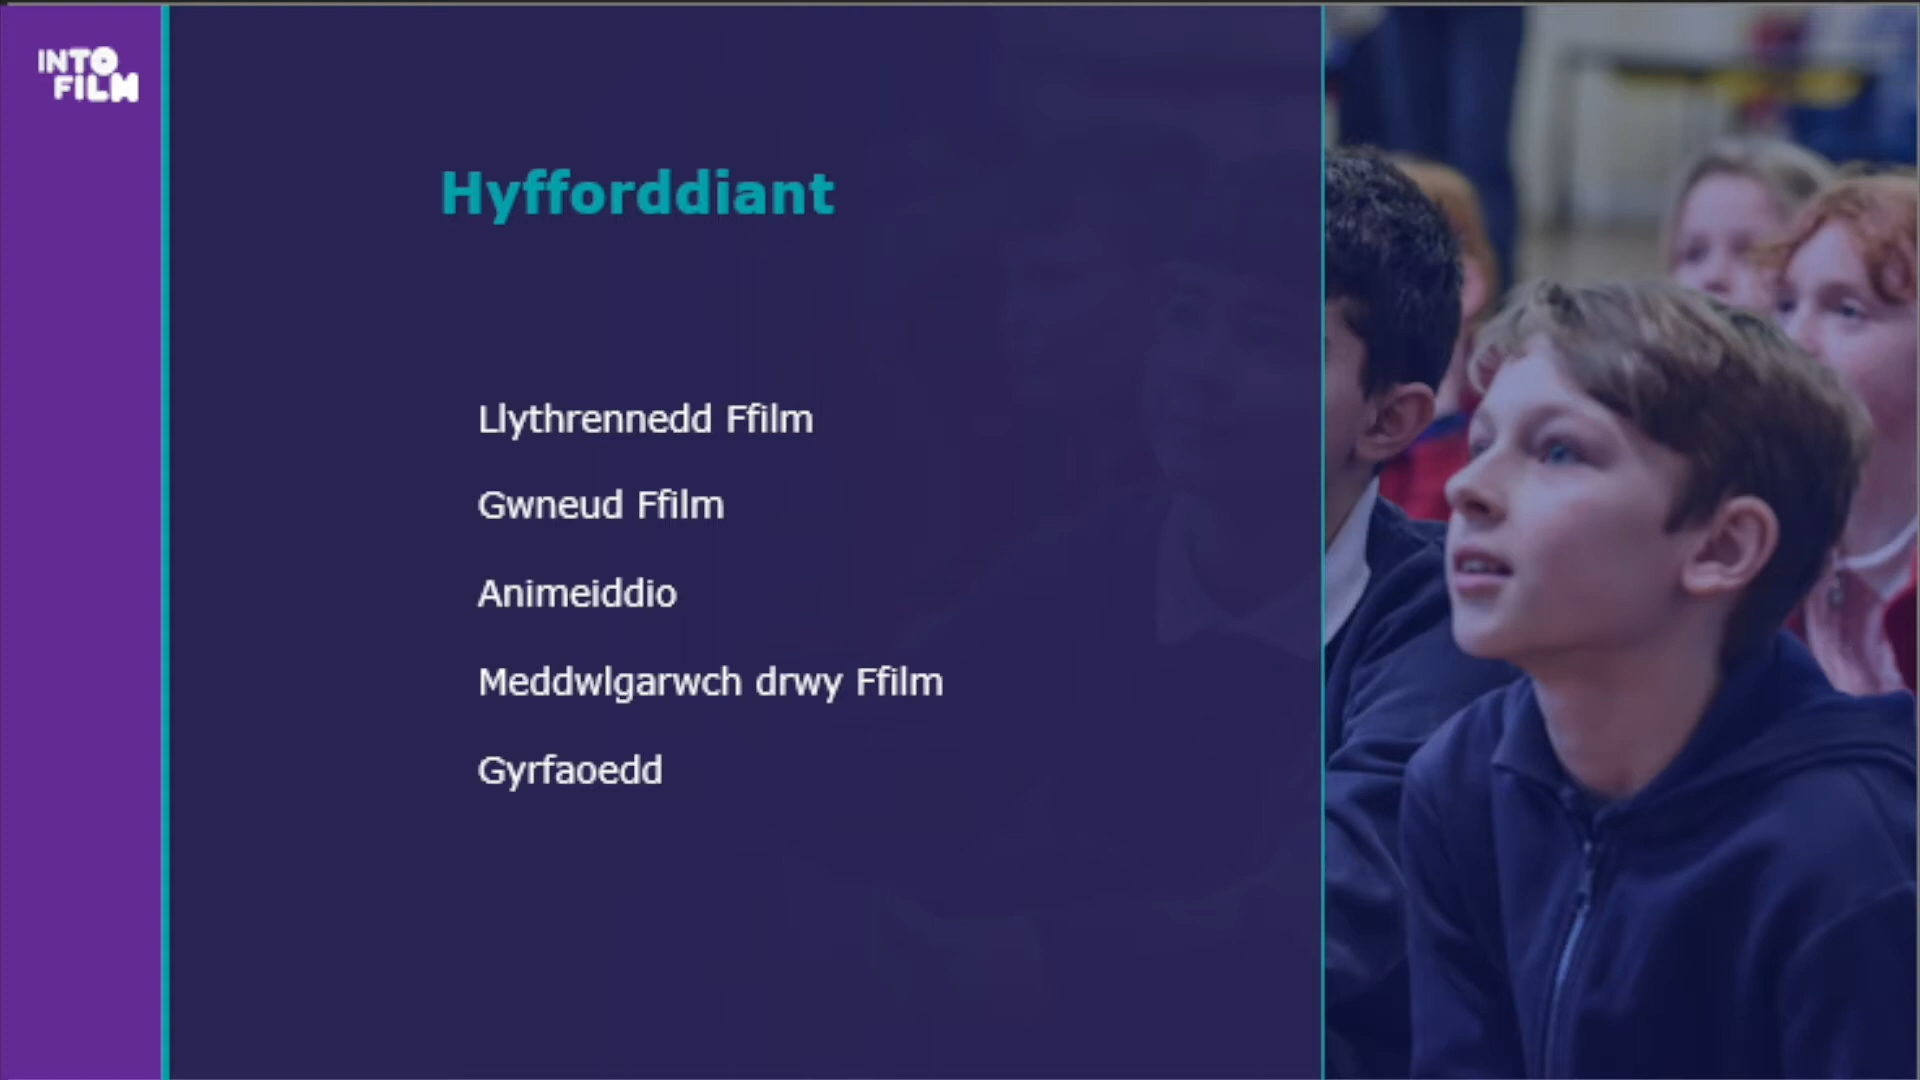 INTO
FILM
Hyfforddiant
Llythrennedd Ffilm
Gwneud Ffilm
Animeiddio
Meddwlgarwch drwy Ffilm
Gyrfaoedd